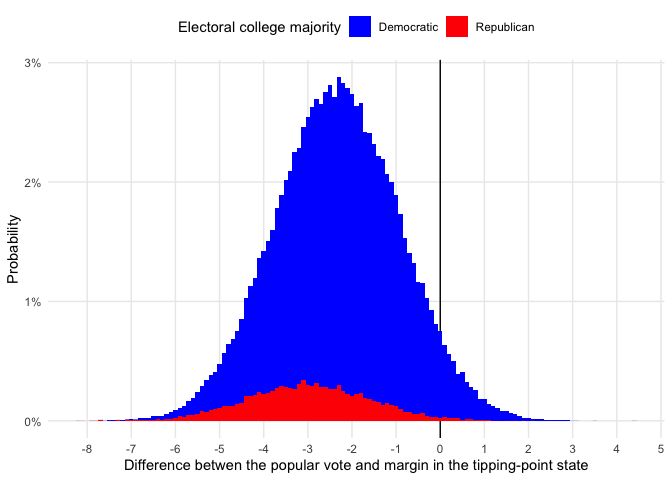 Electoral college majority Democratic Republican
3%
2%
1%
0%
Probability
-8 -7 -6 -5 -4 -3 -2 -1 0 1 2 3 4 5
Difference betwen the popular vote and margin in the tipping-point state